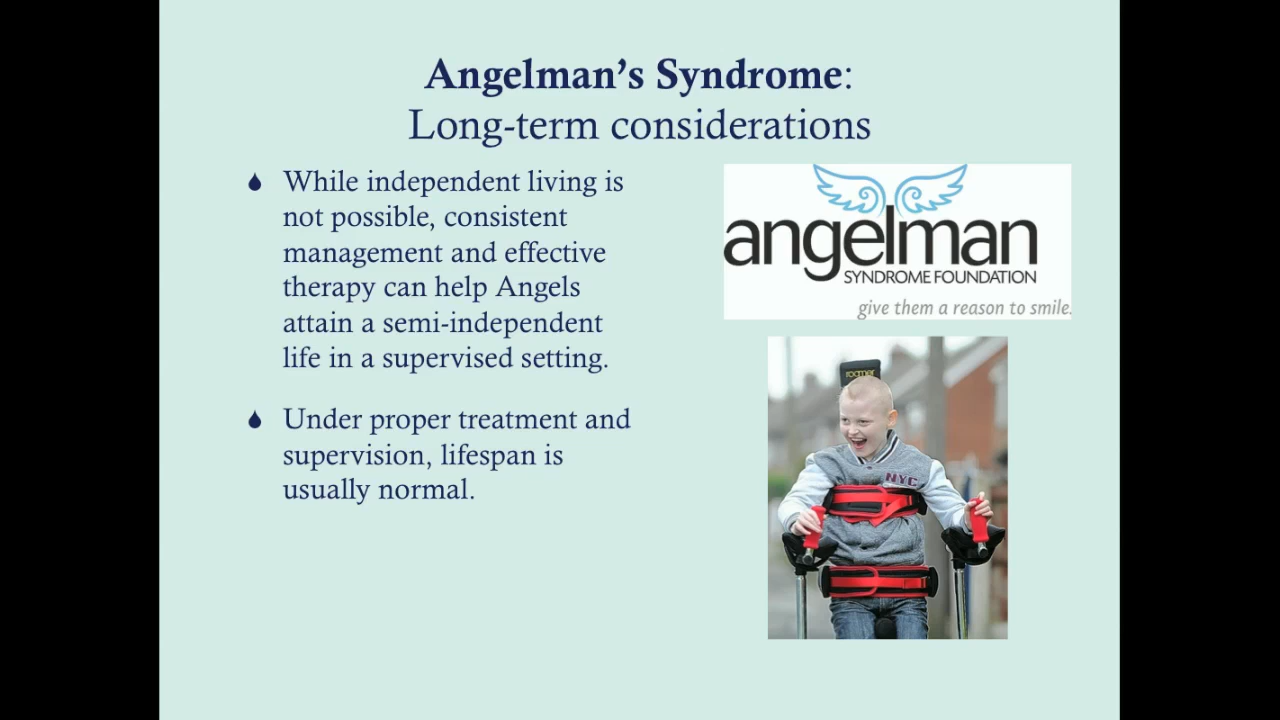 Angelman’s Syndrome:
Long-term considerations
While independent living is
not possible, consistent
management and effective
therapy can help Angels
attain a semi-independent
life in a supervised setting.
Under proper treatment and
supervision, lifespan is
usually normal.
angelman
SYNDROME FOUNDATION
give them a reason to smile.
roamer
NYC